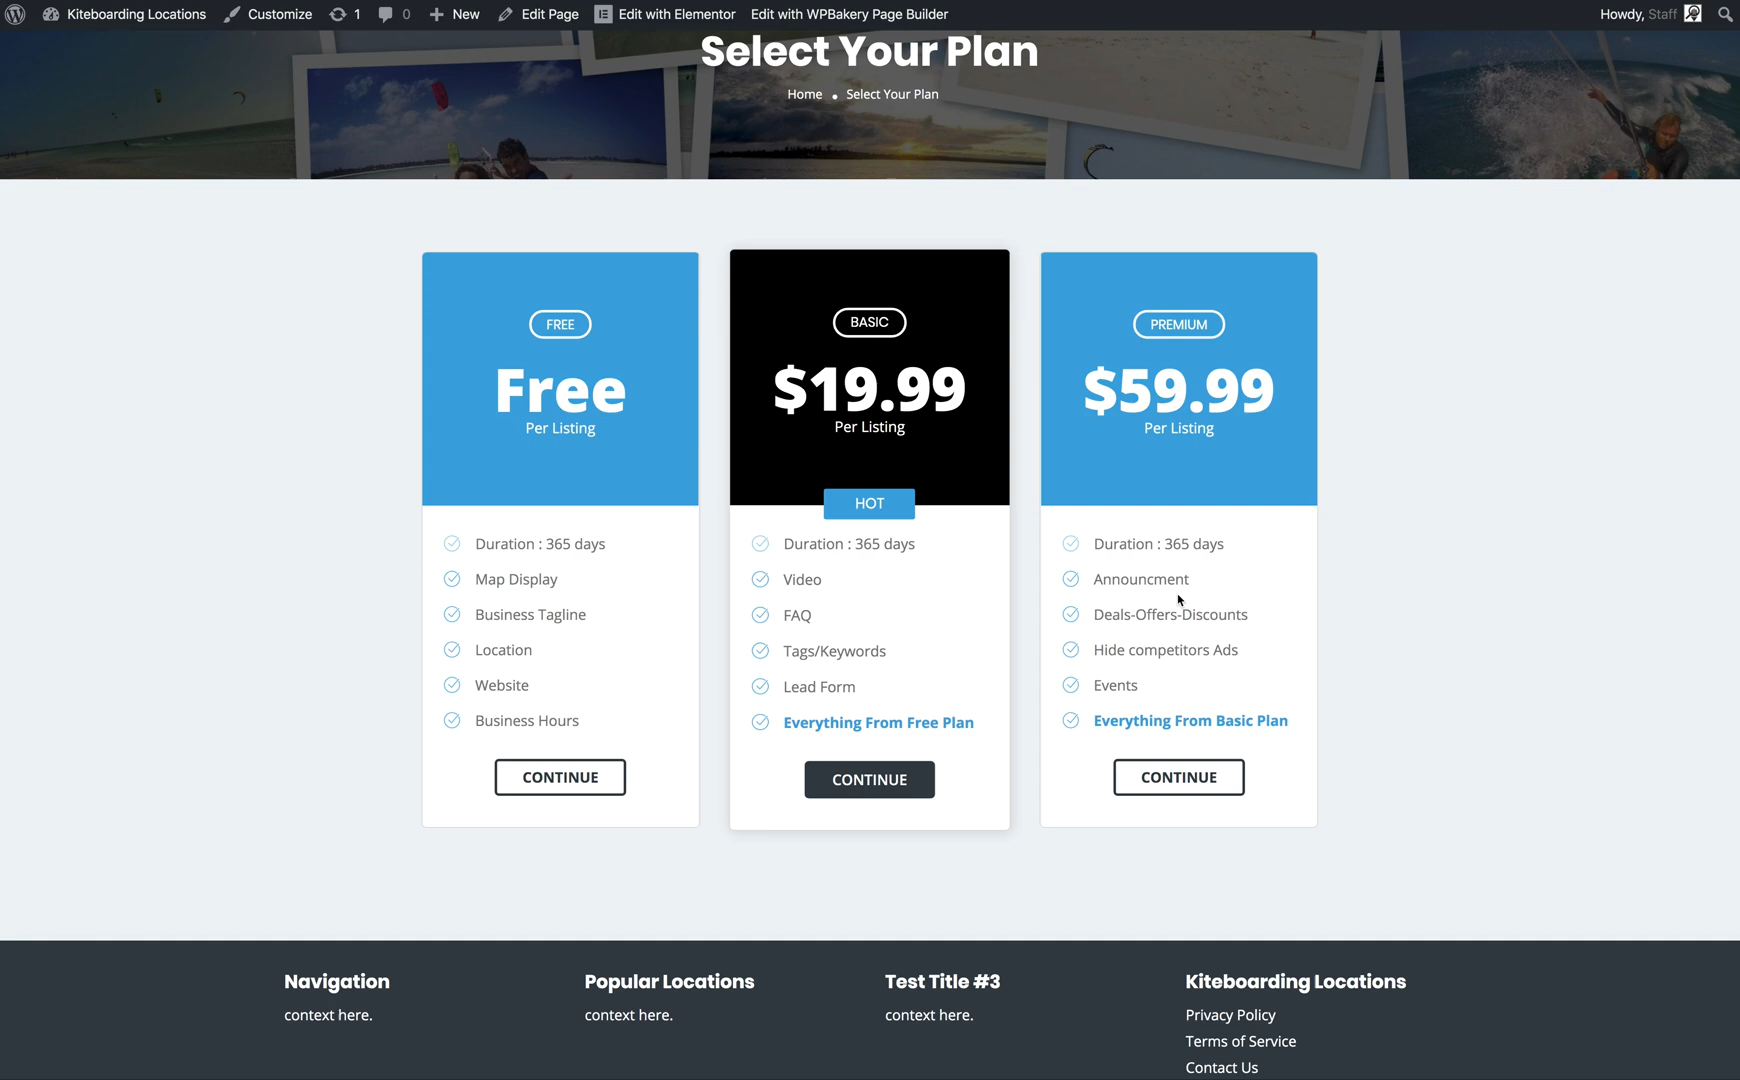 Kiteboarding Locations Customize 1 0 New Edit Page Edit with Elementor Edit with WPBakery Page Builder Howdy, Staff
Select Your Plan
Home Select Your Plan
FREE
Free
Per Listing
Duration : 365 days
Map Display
Business Tagline
Location
Website
Business Hours
CONTINUE
BASIC
$19.99
Per Listing
HOT
Duration : 365 days
Video
FAQ
Tags/Keywords
Lead Form
Everything From Free Plan
CONTINUE
PREMIUM
$59.99
Per Listing
Duration : 365 days
Announcment
Deals-Offers-Discounts
Hide competitors Ads
Events
Everything From Basic Plan
CONTINUE
Navigation
context here.
Popular Locations
context here.
Test Title #3
context here.
Kiteboarding Locations
Privacy Policy
Terms of Service
Contact Us